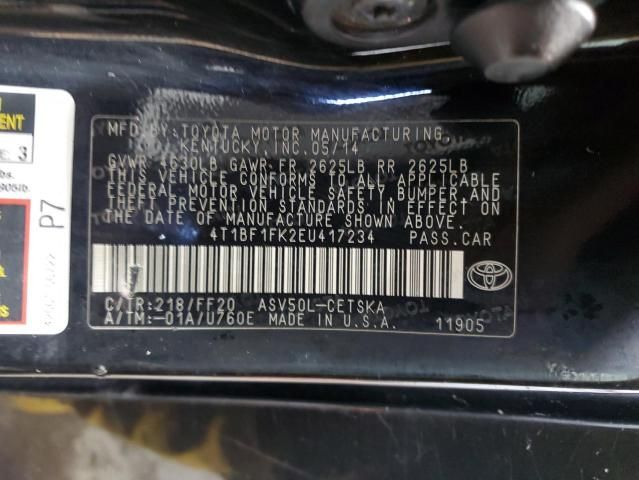 MENT
E: 3
P7
MFD. BY: TOYOTA MOTOR MANUFACTURING,
KENTUCKY, INC. 05/14
GVWR 4630LB GAWR: FR 2625LB RR 2625LB
THIS VEHICLE CONFORMS TO ALL APPLICABLE
FEDERAL MOTOR VEHICLE SAFETY, BUMPER, AND
THEFT PREVENTION STANDARDS IN EFFECT ON
THE DATE OF MANUFACTURE SHOWN ABOVE.
4T1BF1FK2EU417234 PASS. CAR
C/TR: 218/FF20 ASV50L-CETSKA
A/TM: -01A/U760E MADE IN U.S.A. 11905